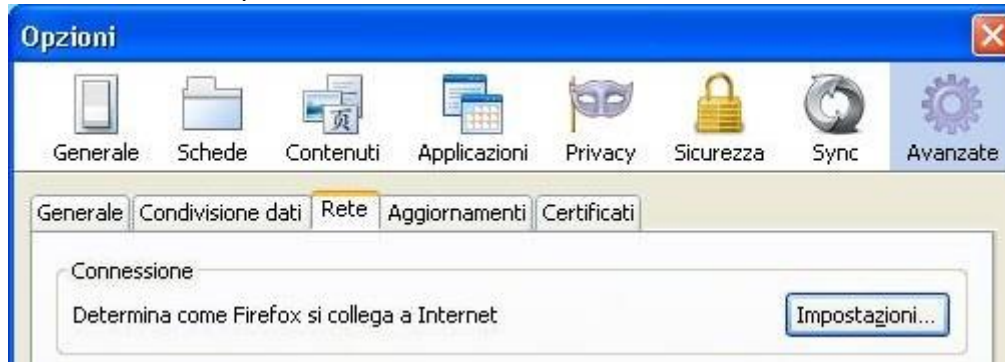 Opzioni
Generale Schede Contenuti Applicazioni Privacy Sicurezza Sync Avanzate
Generale Condivisione dati Rete Aggiornamenti Certificati
Connessione
Determina come Firefox si collega a Internet Impostazioni...